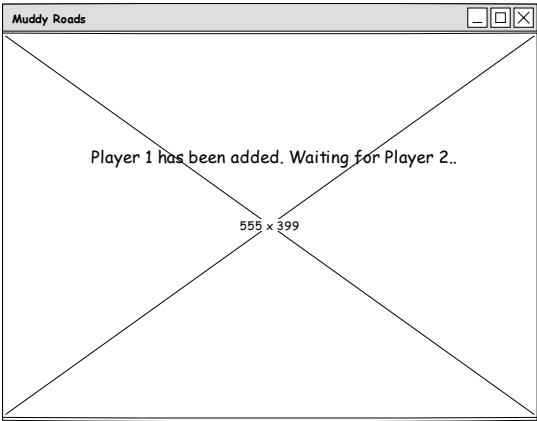 Muddy Roads
Player 1 has been added. Waiting for Player 2..
555 x 399